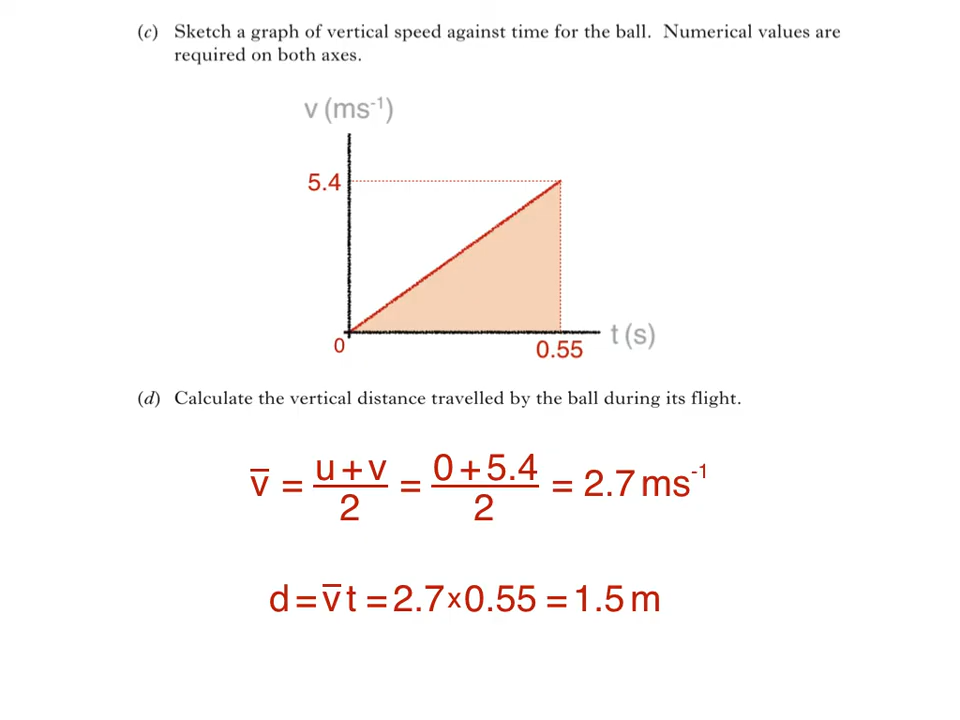 (c) Sketch a graph of vertical speed against time for the ball. Numerical values are
required on both axes.
v (ms⁻¹)
5.4
0
0.55
t (s)
(d) Calculate the vertical distance travelled by the ball during its flight.
v̅ = (u + v)/2 = (0 + 5.4)/2 = 2.7 ms⁻¹
d = v̅ t = 2.7 x 0.55 = 1.5 m